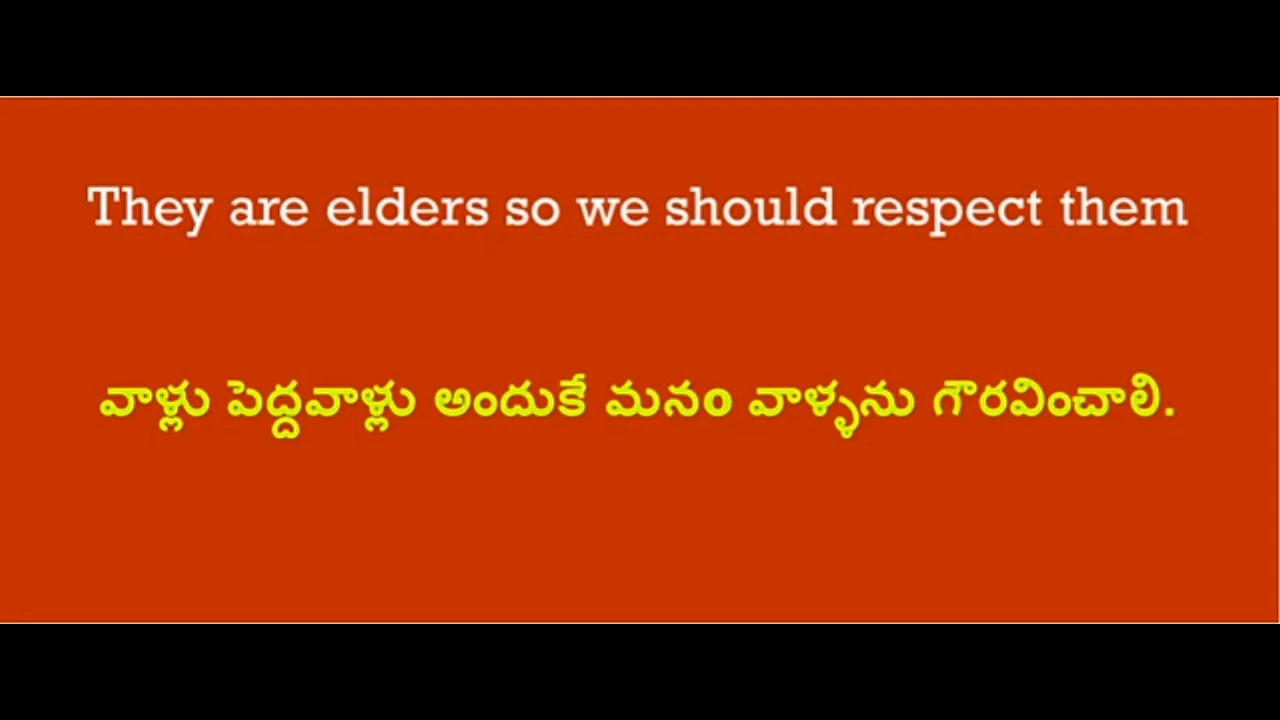 They are elders so we should respect them
వాళ్లు పెద్దవాళ్లు అందుకే మనం వాళ్ళను గౌరవించాలి.